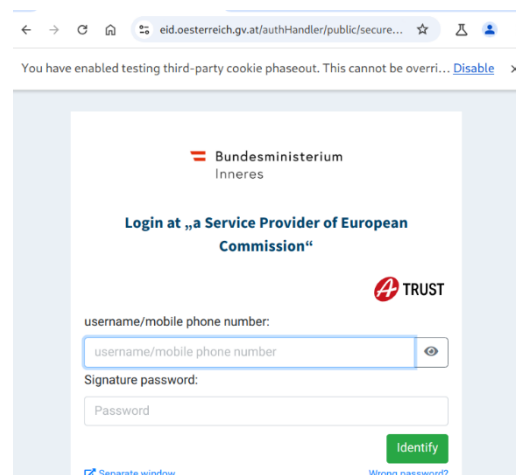 eid.oesterreich.gv.at/authHandler/public/secure...
You have enabled testing third-party cookie phaseout. This cannot be overri... Disable
Bundesministerium
Inneres
Login at „a Service Provider of European
Commission“
A TRUST
username/mobile phone number:
username/mobile phone number
Signature password:
Password
Identify
Separate window Wrong password?